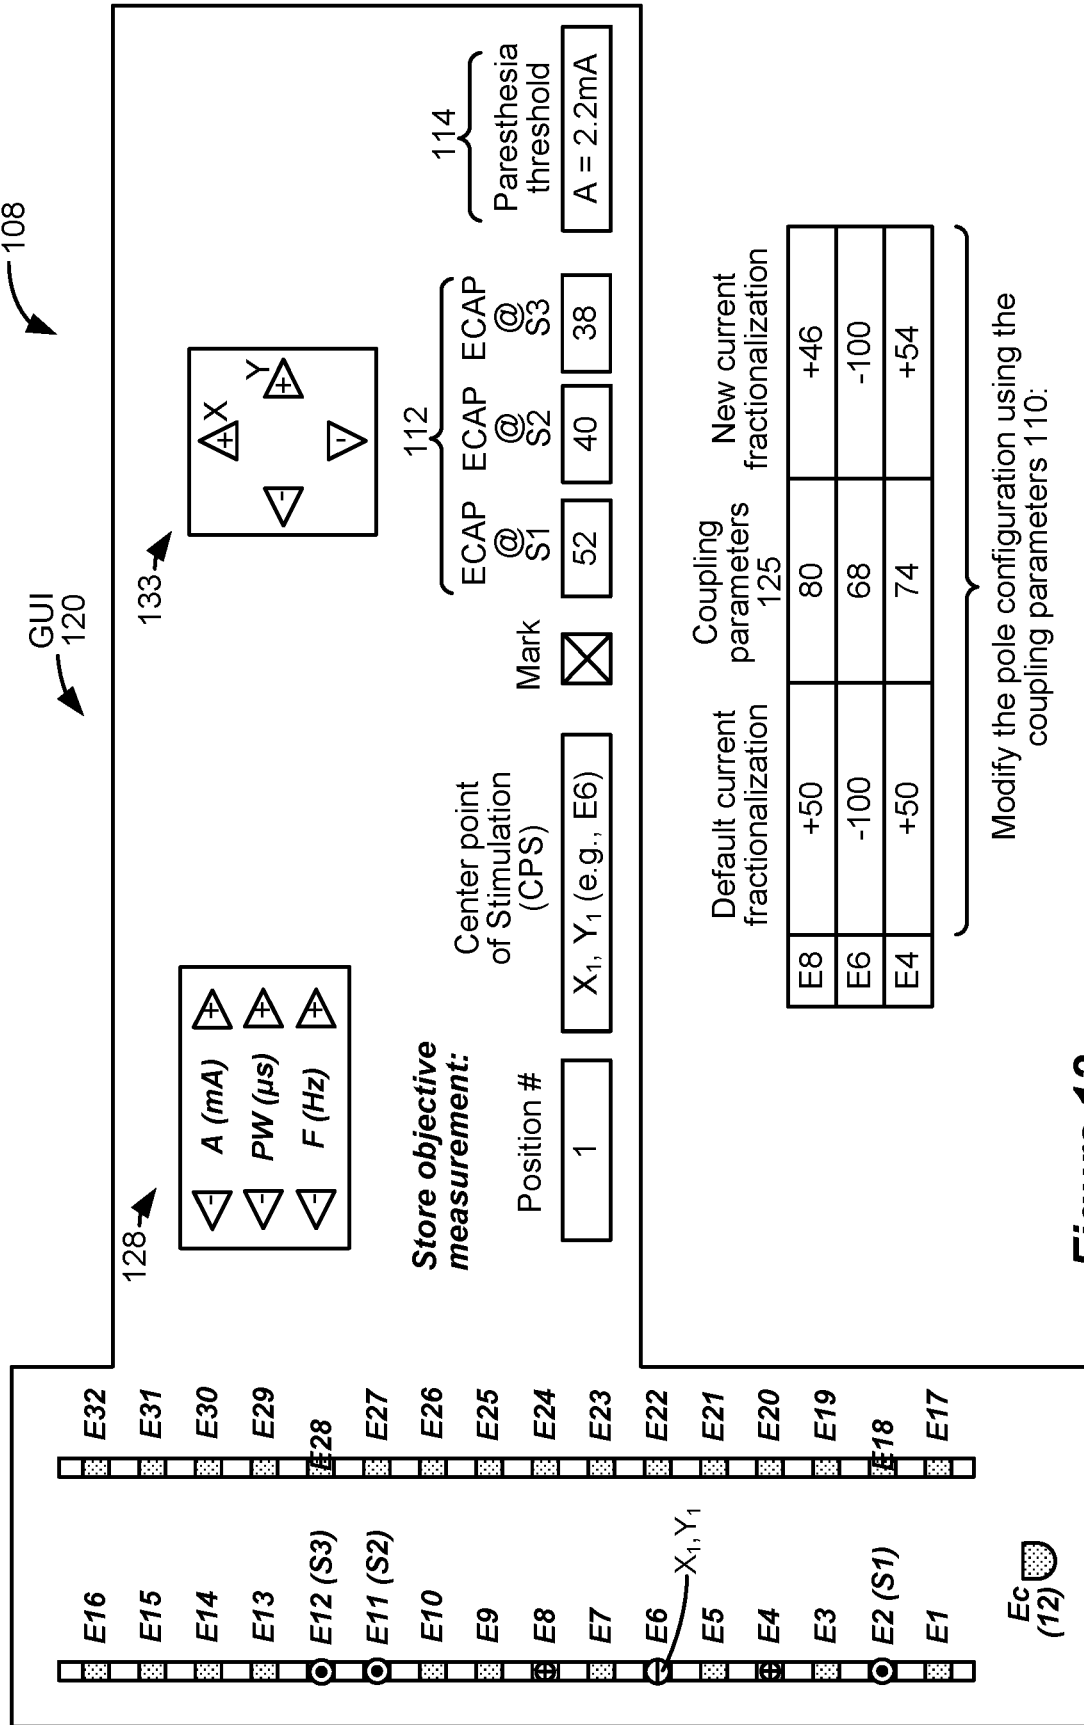 108
GUI
120
133
128
A (mA)
PW (µs)
F (Hz)
- +
- +
- +
X
Y
+
- +
-
Store objective
measurement:
Position #
1
Center point
of Stimulation
(CPS)
X1, Y1 (e.g., E6)
Mark
112
ECAP
@
S1
52
ECAP
@
S2
40
ECAP
@
S3
38
114
Paresthesia
threshold
A = 2.2mA
E16
E15
E14
E13
E12 (S3)
E11 (S2)
E10
E9
E8
E7
E6
E5
E4
E3
E2 (S1)
E1
X1,Y1
E32
E31
E30
E29
E28
E27
E26
E25
E24
E23
E22
E21
E20
E19
E18
E17
Ec
(12)
Default current
fractionalization
Coupling
parameters
125
New current
fractionalization
E8 +50 80 +46
E6 -100 68 -100
E4 +50 74 +54
Modify the pole configuration using the
coupling parameters 110: